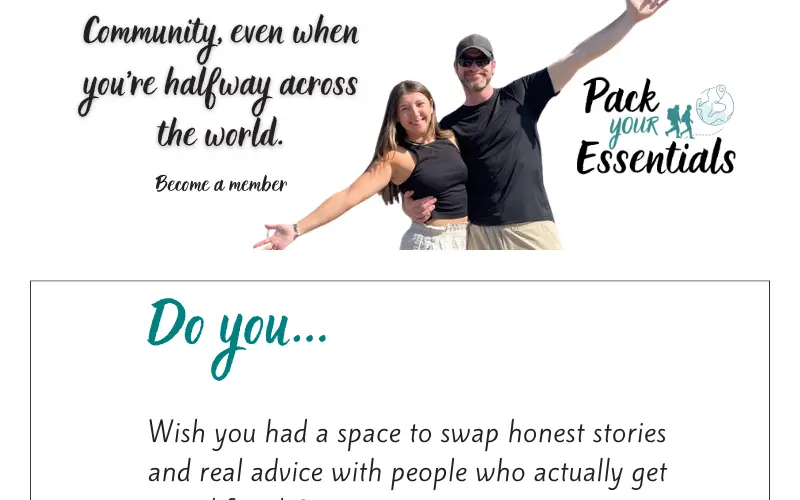 Community, even when
you're halfway across
the world.
Become a member
Pack
YOUR
Essentials
Do you...
Wish you had a space to swap honest stories
and real advice with people who actually get